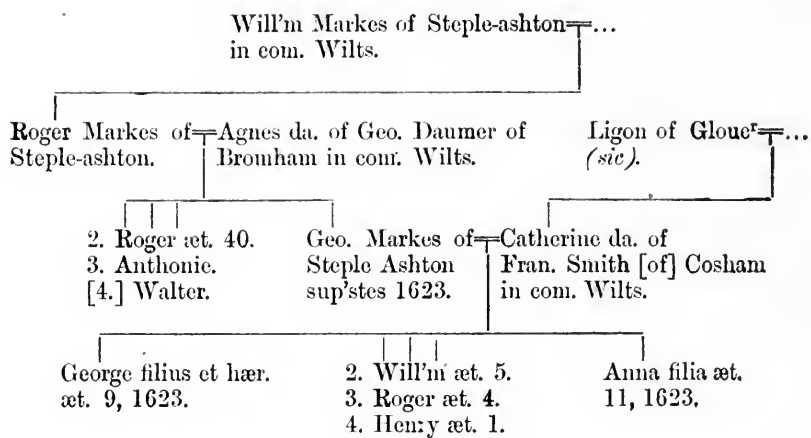 Will'm Markes of Steple-ashton=...
in com. Wilts.
Roger Markes of=Agnes da. of Geo. Daumer of
Steple-ashton.
Bromham in com. Wilts.
Ligon of Glouer=...
(sic).
2. Roger æt. 40.
3. Anthonie.
[4.] Walter.
Geo. Markes of=Catherine da. of
Steple Ashton
sup'stes 1623.
Fran. Smith [of] Cosham
in com. Wilts.
George filius et hær.
æt. 9, 1623.
2. Will'm æt. 5.
3. Roger æt. 4.
4. Henry æt. 1.
Anna filia æt.
11, 1623.